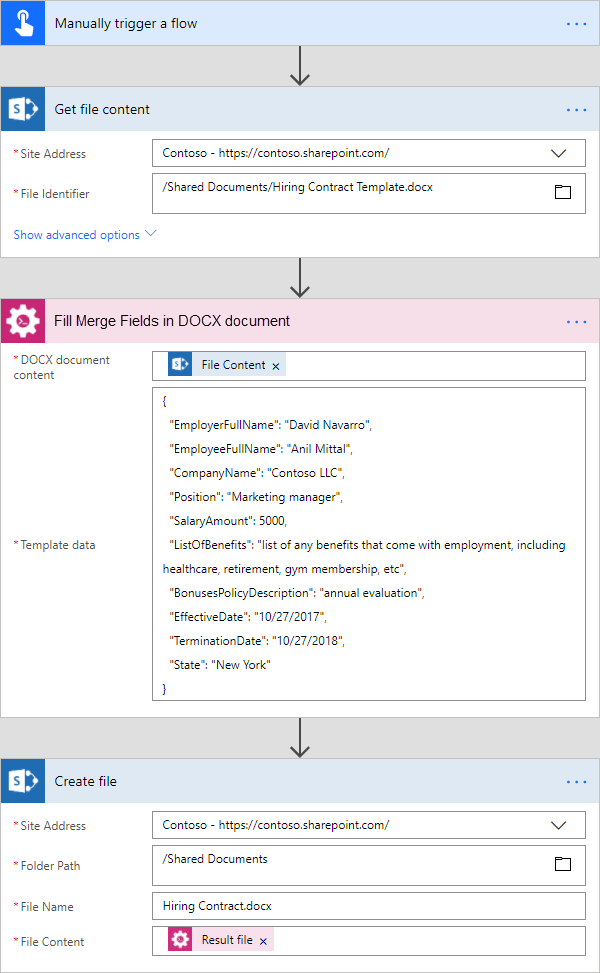 Manually trigger a flow
Get file content
* Site Address
Contoso - https://contoso.sharepoint.com/
* File Identifier
/Shared Documents/Hiring Contract Template.docx
Show advanced options
Fill Merge Fields in DOCX document
* DOCX document
content
File Content ×
* Template data
{
"EmployerFullName": "David Navarro",
"EmployeeFullName": "Anil Mittal",
"CompanyName": "Contoso LLC",
"Position": "Marketing manager",
"SalaryAmount": 5000,
"ListOfBenefits": "list of any benefits that come with employment, including
healthcare, retirement, gym membership, etc",
"BonusesPolicyDescription": "annual evaluation",
"EffectiveDate": "10/27/2017",
"TerminationDate": "10/27/2018",
"State": "New York"
}
Create file
* Site Address
Contoso - https://contoso.sharepoint.com/
* Folder Path
/Shared Documents
* File Name
Hiring Contract.docx
* File Content
Result file ×